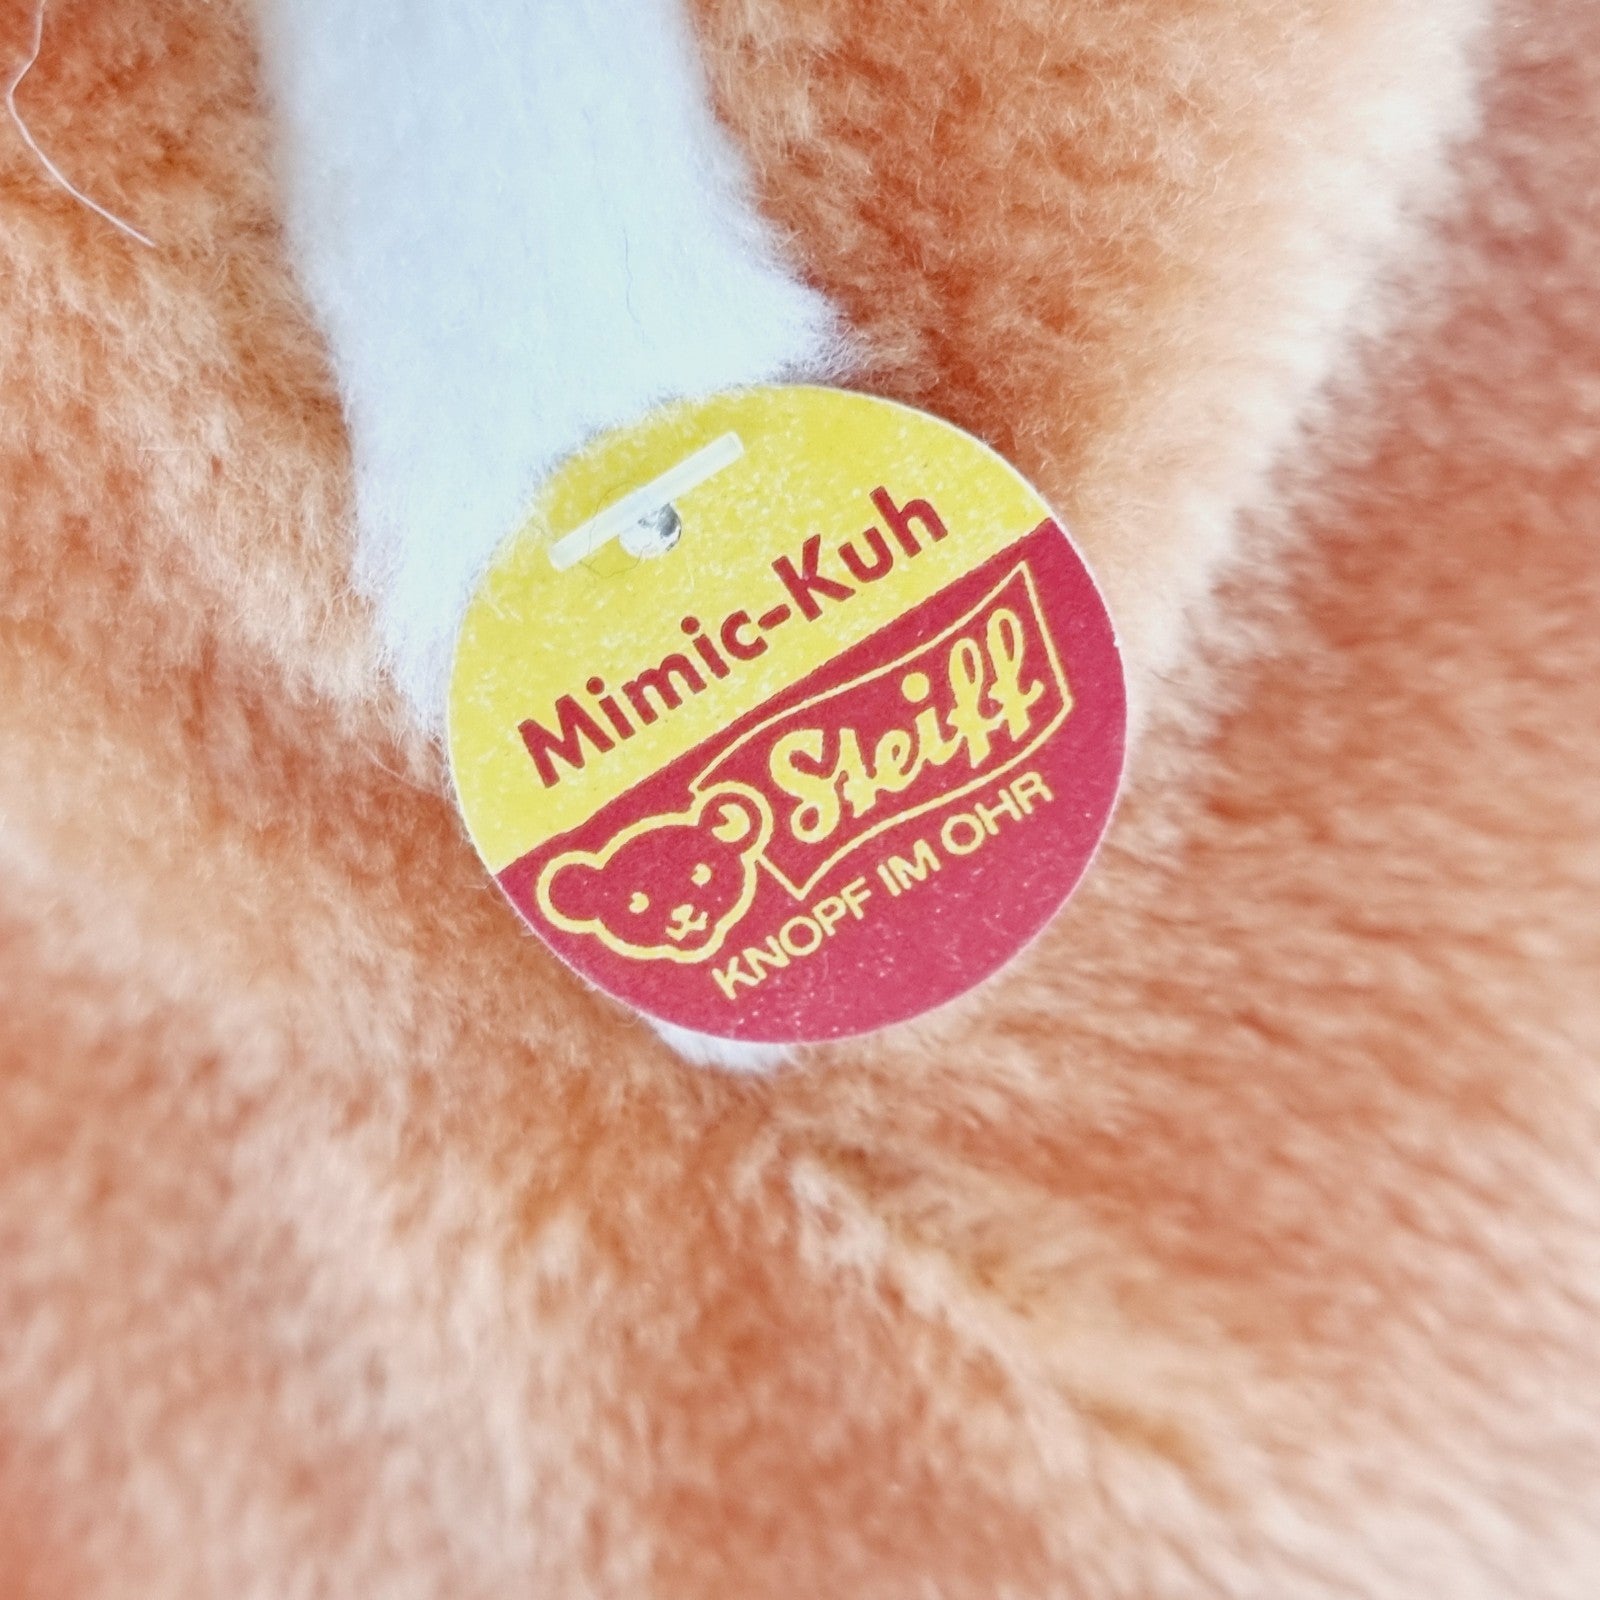 Mimic-Kuh
Steiff
KNOPF IM OHR